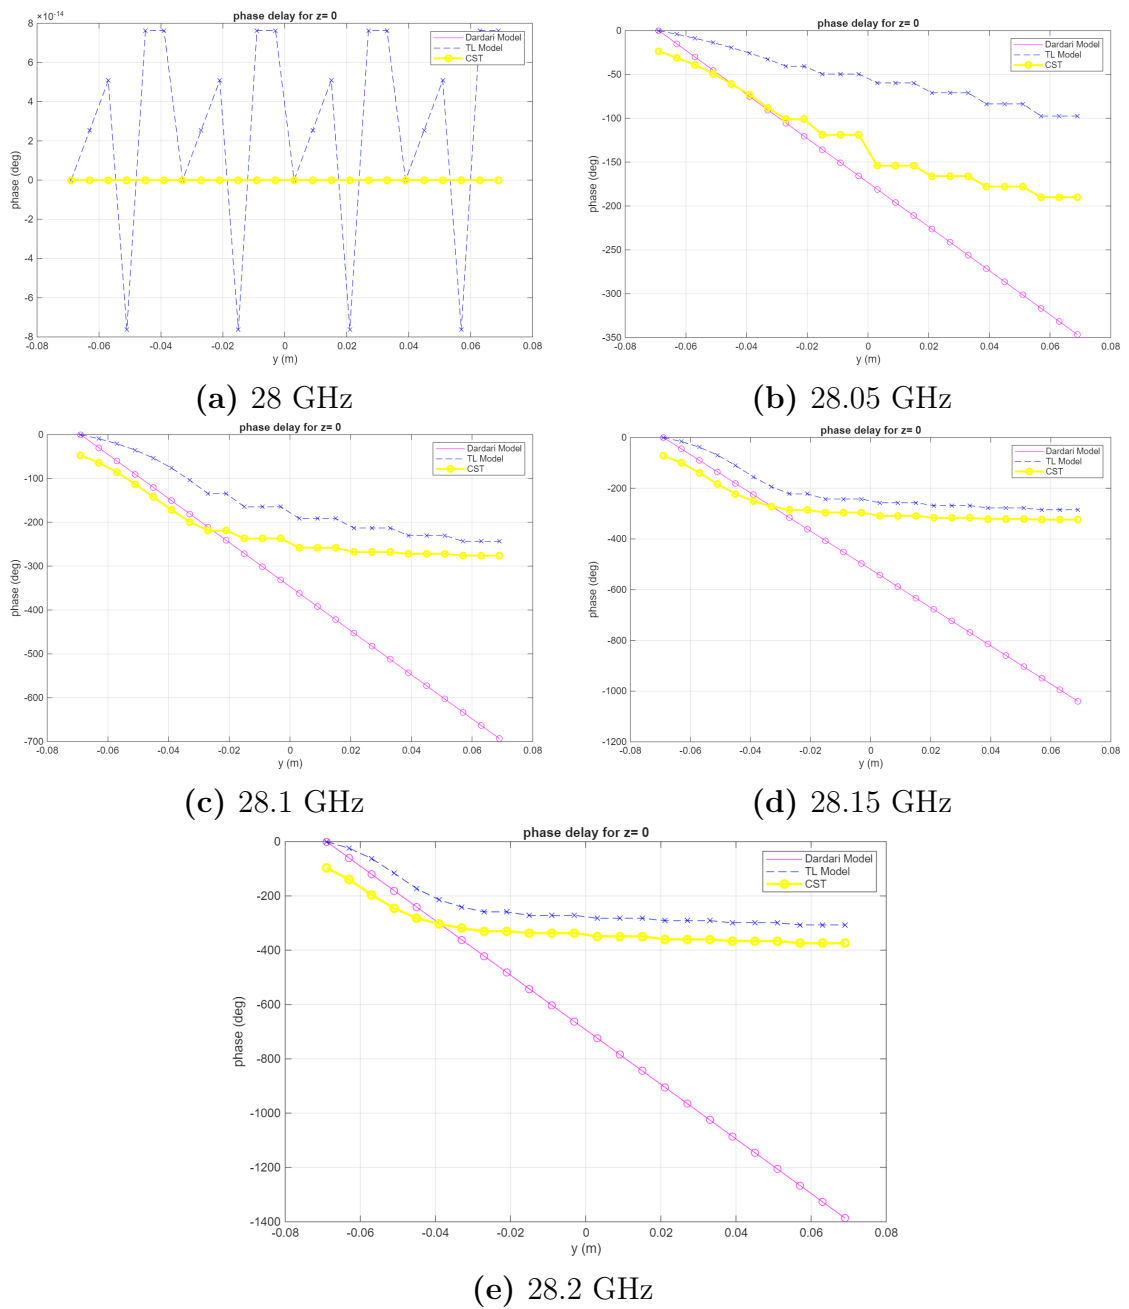 ×10⁻¹⁴
phase delay for z= 0
8
6
4
2
0
-2
-4
-6
-8
phase (deg)
-0.08 -0.06 -0.04 -0.02 0 0.02 0.04 0.06 0.08
y (m)
Dardari Model
TL Model
CST
(a) 28 GHz
phase delay for z= 0
0
-50
-100
-150
-200
-250
-300
-350
phase (deg)
-0.08 -0.06 -0.04 -0.02 0 0.02 0.04 0.06 0.08
y (m)
Dardari Model
TL Model
CST
(b) 28.05 GHz
phase delay for z= 0
0
-100
-200
-300
-400
-500
-600
-700
phase (deg)
-0.08 -0.06 -0.04 -0.02 0 0.02 0.04 0.06 0.08
y (m)
Dardari Model
TL Model
CST
(c) 28.1 GHz
phase delay for z= 0
0
-200
-400
-600
-800
-1000
-1200
phase (deg)
-0.08 -0.06 -0.04 -0.02 0 0.02 0.04 0.06 0.08
y (m)
Dardari Model
TL Model
CST
(d) 28.15 GHz
phase delay for z= 0
0
-200
-400
-600
-800
-1000
-1200
-1400
phase (deg)
-0.08 -0.06 -0.04 -0.02 0 0.02 0.04 0.06 0.08
y (m)
Dardari Model
TL Model
CST
(e) 28.2 GHz